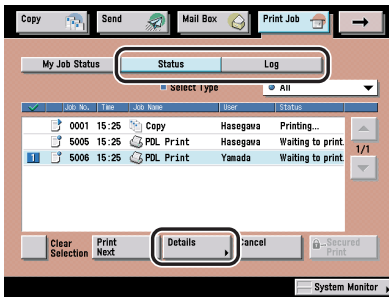 Copy Send Mail Box Print Job
My Job Status Status Log
Select Type All
Job No. Time Job Name User Status
0001 15:25 Copy Hasegawa Printing...
5005 15:25 PDL Print Hasegawa Waiting to print
1 5006 15:25 PDL Print Yamada Waiting to print
1/1
Clear Selection Print Next Details Cancel Secured Print
System Monitor